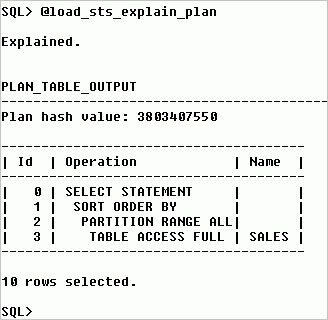 SQL> @load_sts_explain_plan
Explained.
PLAN_TABLE_OUTPUT
--------------------------------------------------------------------------------
Plan hash value: 3803407550
-------------------------------------
| Id  | Operation            | Name  |
-------------------------------------
|   0 | SELECT STATEMENT     |       |
|   1 |  SORT ORDER BY       |       |
|   2 |   PARTITION RANGE ALL|       |
|   3 |    TABLE ACCESS FULL | SALES |
-------------------------------------
10 rows selected.
SQL>